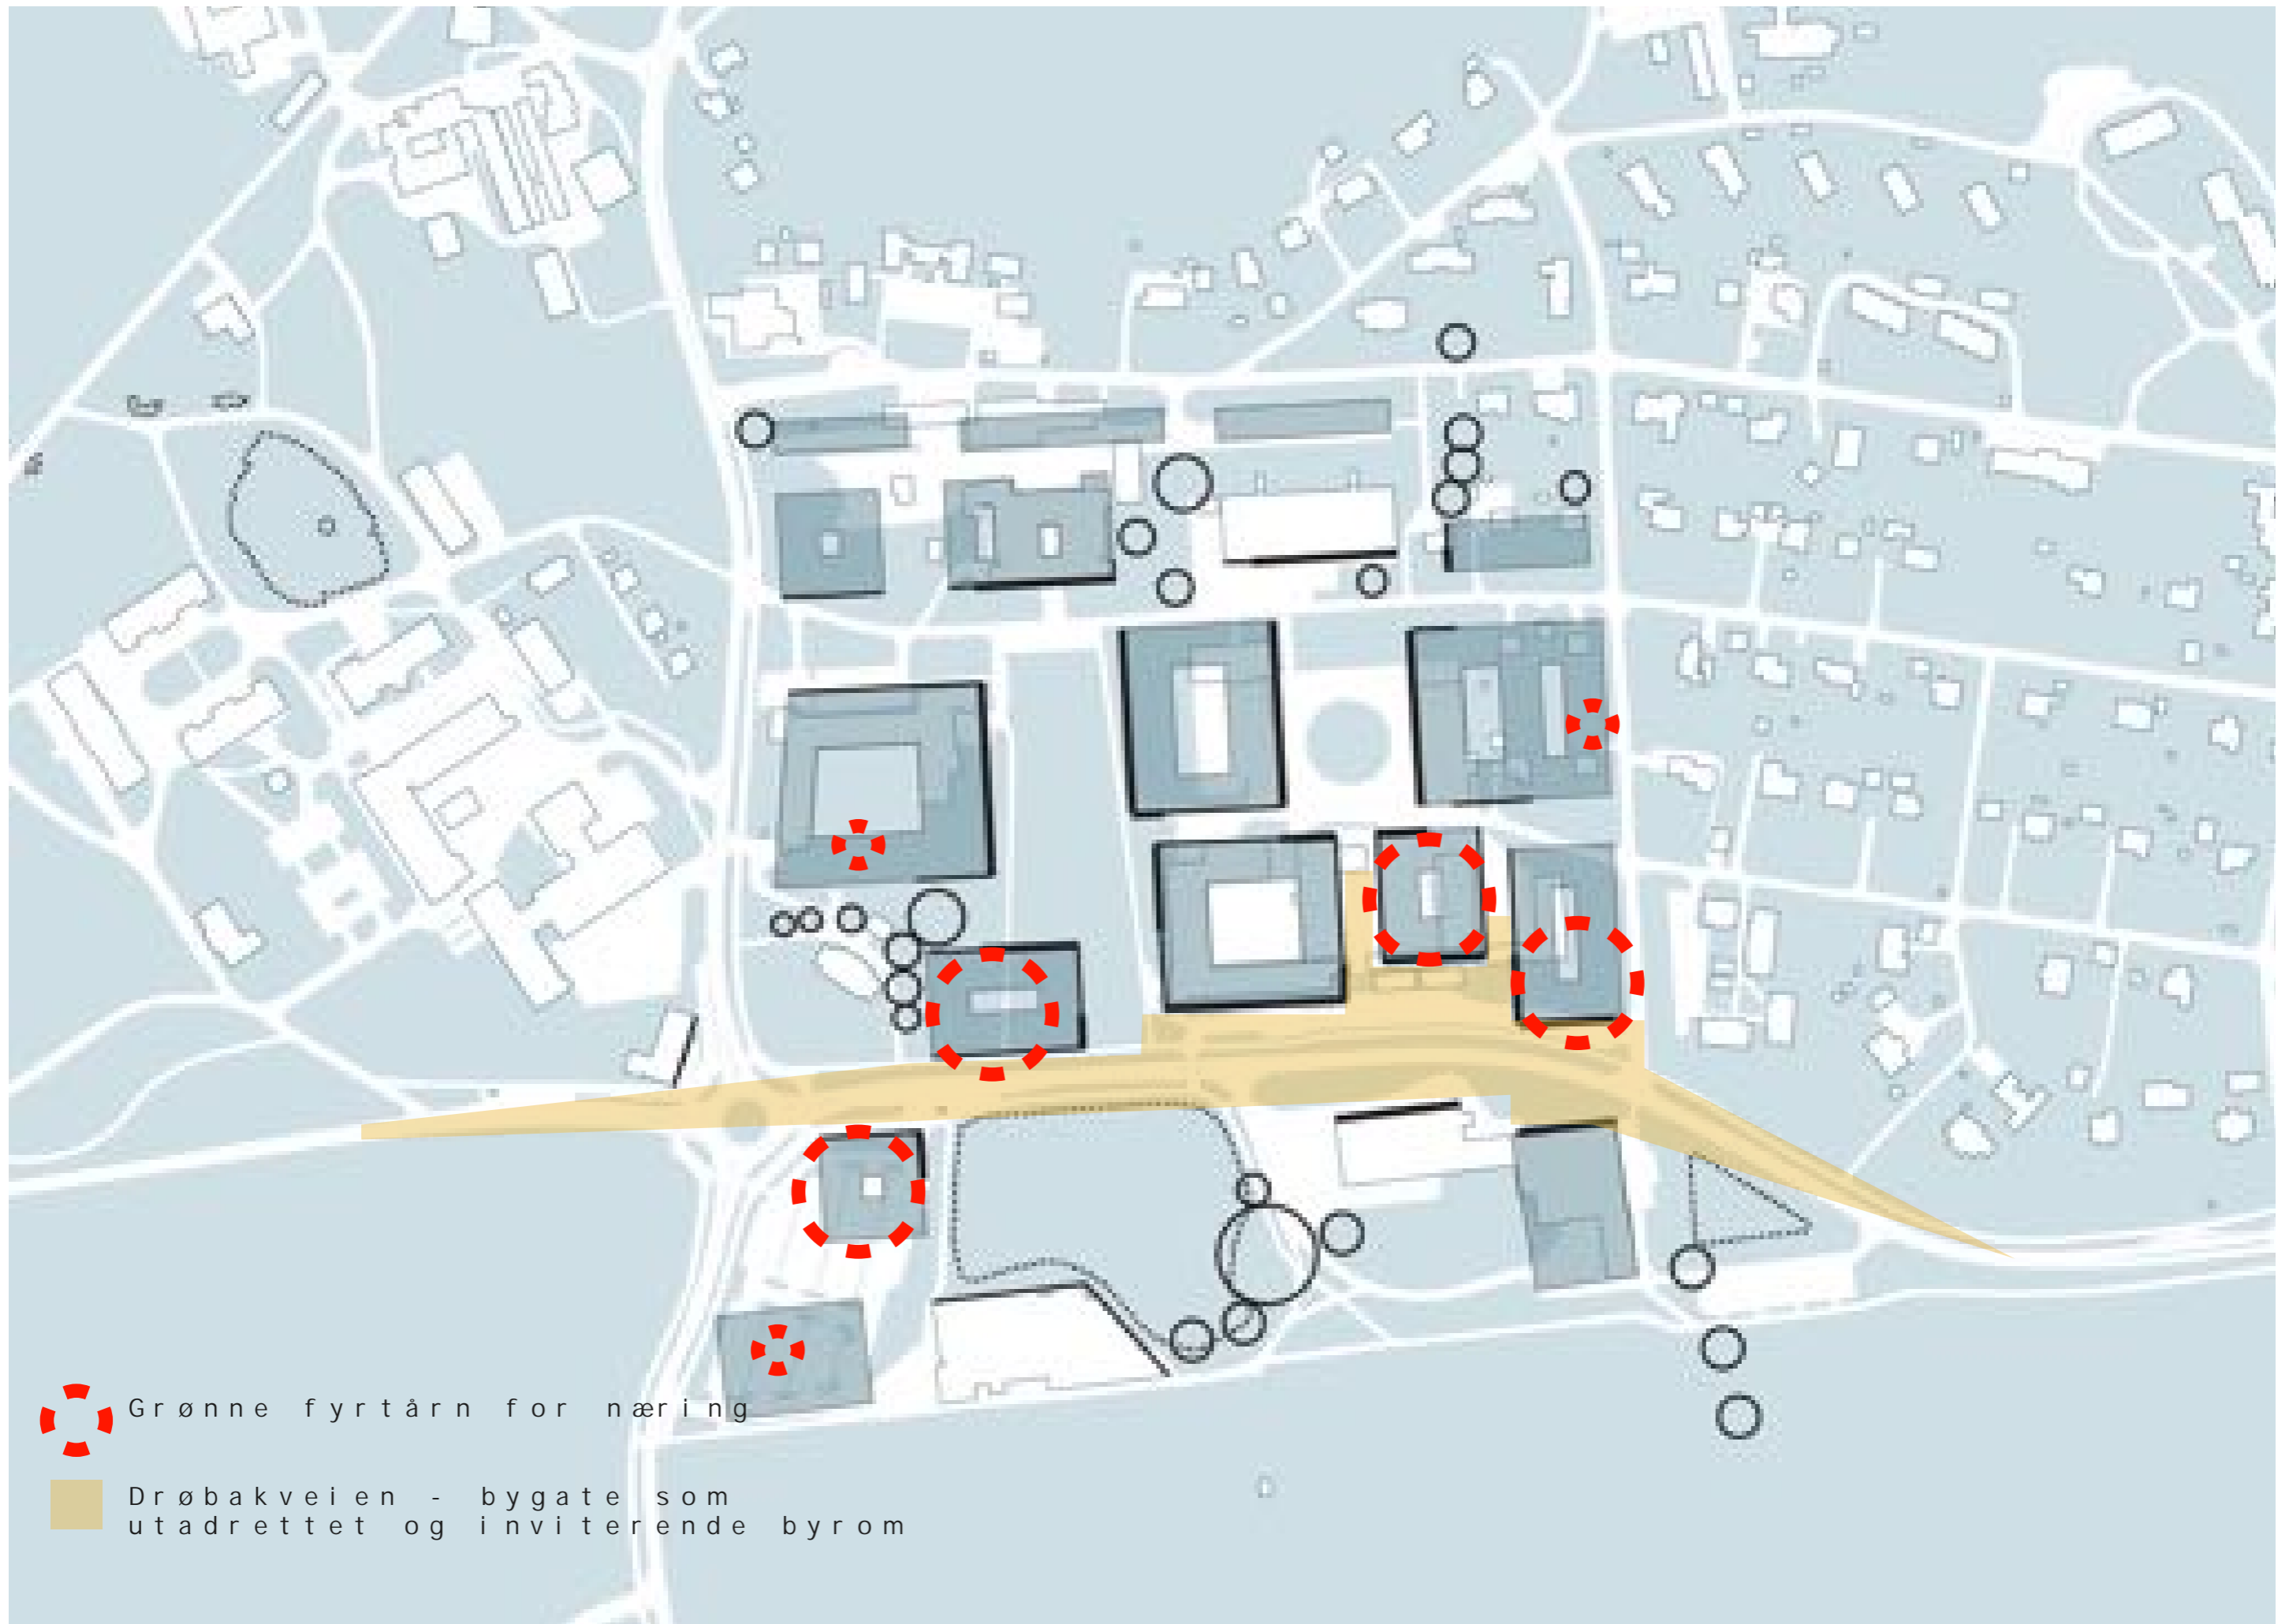 Grønne fyrtårn for næring
Drøbakveien - bygate som
utadrettet og inviterende byrom